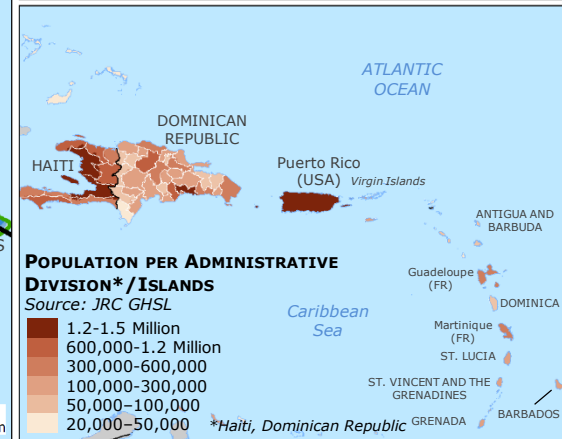 ATLANTIC
OCEAN
DOMINICAN
REPUBLIC
HAITI
Puerto Rico
(USA)
Virgin Islands
ANTIGUA AND
BARBUDA
Guadeloupe
(FR)
DOMINICA
Caribbean
Sea
Martinique
(FR)
ST. LUCIA
ST. VINCENT AND THE
GRENADINES
BARBADOS
GRENADA
POPULATION PER ADMINISTRATIVE
DIVISION*/ISLANDS
Source: JRC GHSL
1.2-1.5 Million
600,000-1.2 Million
300,000-600,000
100,000-300,000
50,000–100,000
20,000–50,000
*Haiti, Dominican Republic